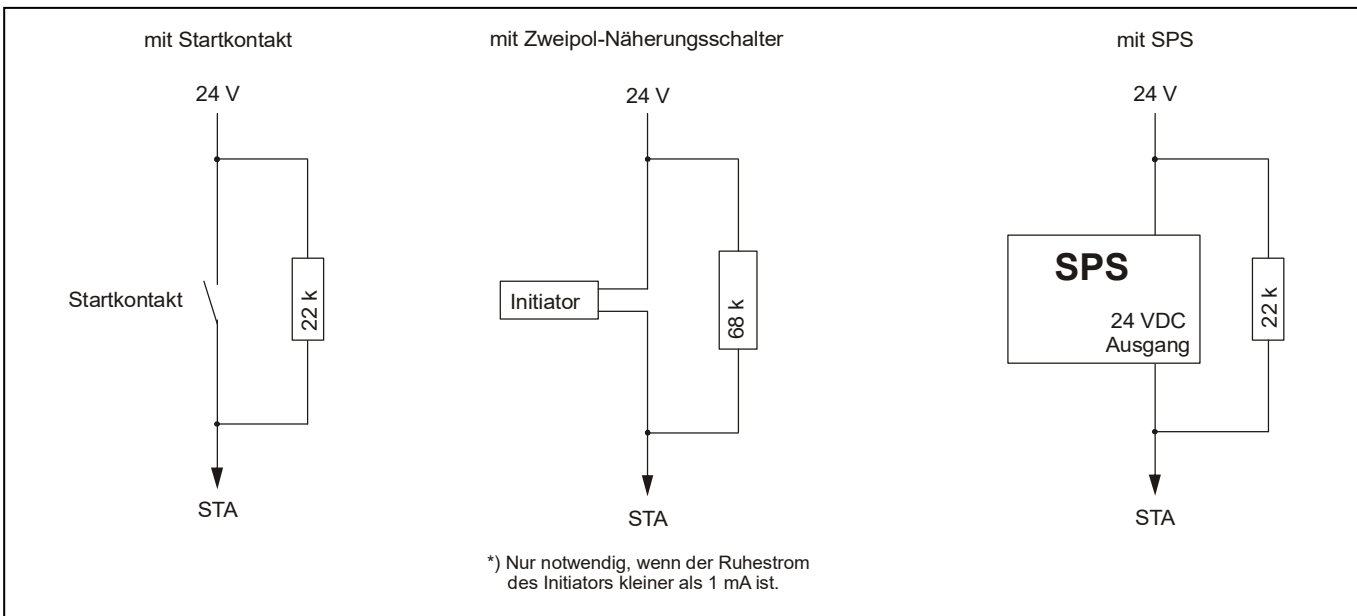 mit Startkontakt
24 V
Startkontakt
22 k
STA
mit Zweipol-Näherungsschalter
24 V
Initiator
68 k
STA
*) Nur notwendig, wenn der Ruhestrom
des Initiators kleiner als 1 mA ist.
mit SPS
24 V
SPS
24 VDC
Ausgang
22 k
STA